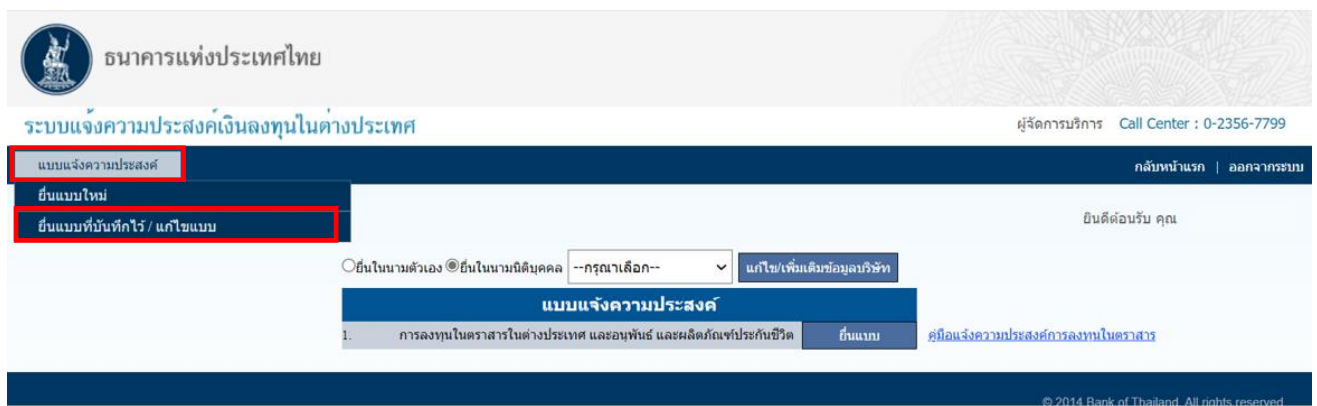 ธนาคารแห่งประเทศไทย
ระบบแจ้งความประสงค์เงินลงทุนในต่างประเทศ
ผู้จัดการบริการ Call Center : 0-2356-7799
แบบแจ้งความประสงค์
กลับหน้าแรก | ออกจากระบบ
ยื่นแบบใหม่
ยื่นแบบที่บันทึกไว้ / แก้ไขแบบ
ยินดีต้อนรับ คุณ
ยื่นในนามตัวเอง ยื่นในนามนิติบุคคล --กรุณาเลือก-- แก้ไข/เพิ่มเติมข้อมูลบริษัท
แบบแจ้งความประสงค์
1. การลงทุนในตราสารในต่างประเทศ และอนุพันธ์ และผลิตภัณฑ์ประกันชีวิต ยื่นแบบ คู่มือแจ้งความประสงค์การลงทุนในตราสาร
© 2014 Bank of Thailand. All rights reserved